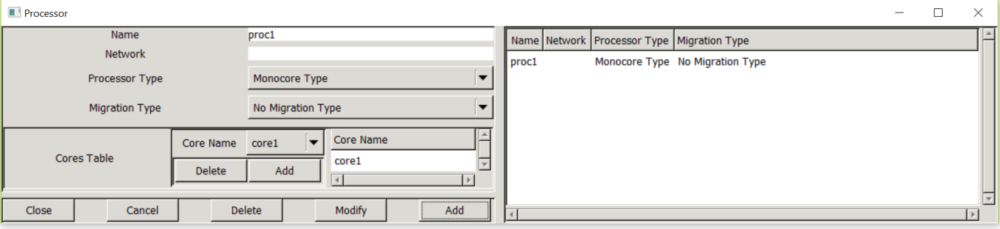 Processor
Name proc1
Network
Processor Type Monocore Type
Migration Type No Migration Type
Cores Table
Core Name core1
Delete Add
Core Name
core1
Close Cancel Delete Modify Add
Name Network Processor Type Migration Type
proc1 Monocore Type No Migration Type